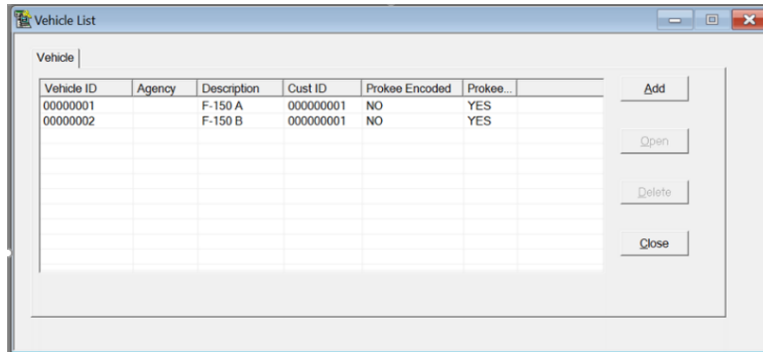 Vehicle List
Vehicle
Vehicle ID Agency Description Cust ID Prokee Encoded Prokee...
00000001 F-150 A 000000001 NO YES
00000002 F-150 B 000000001 NO YES
Add
Open
Delete
Close